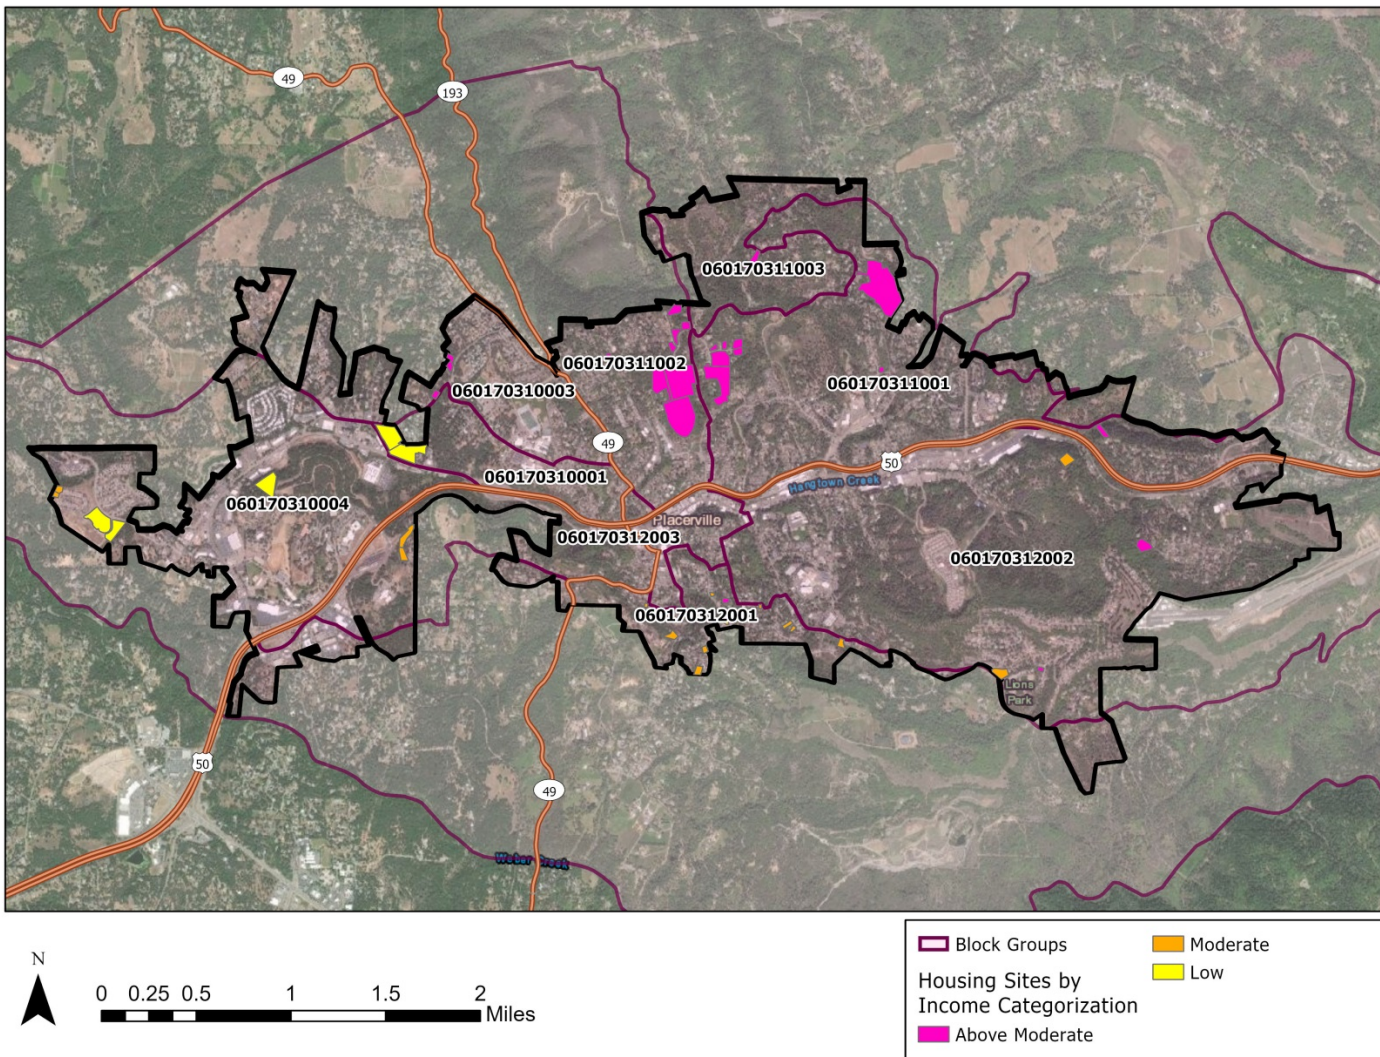 49
193
060170311003
060170311002
060170311001
060170310003
49
50
060170310001
Hangtown Creek
060170310004
Placerville
060170312003
060170312002
060170312001
Lions
Park
50
49
Weber Creek
N
0 0.25 0.5 1 1.5 2
Miles
Block Groups
Housing Sites by
Income Categorization
Above Moderate
Moderate
Low